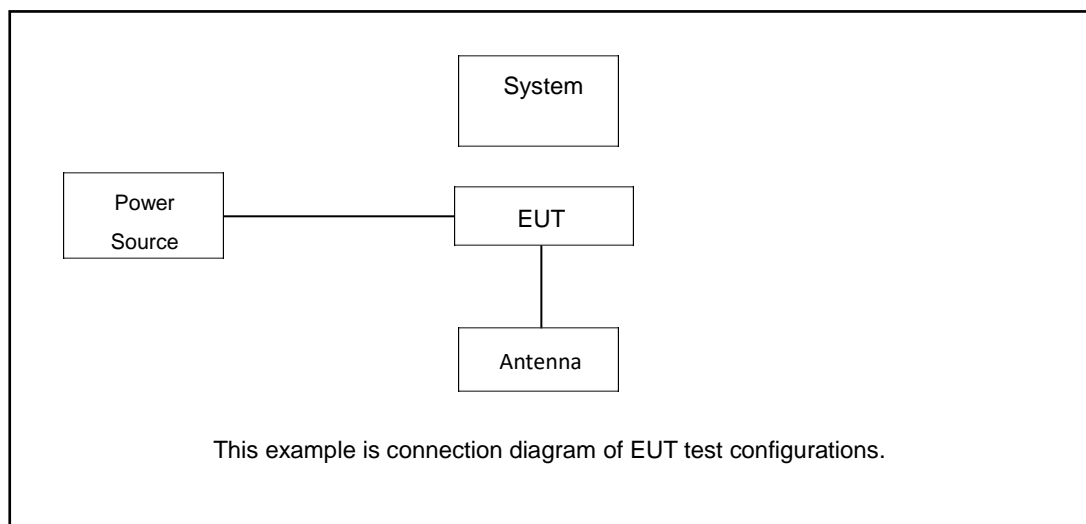 System
Power
Source
EUT
Antenna
This example is connection diagram of EUT test configurations.